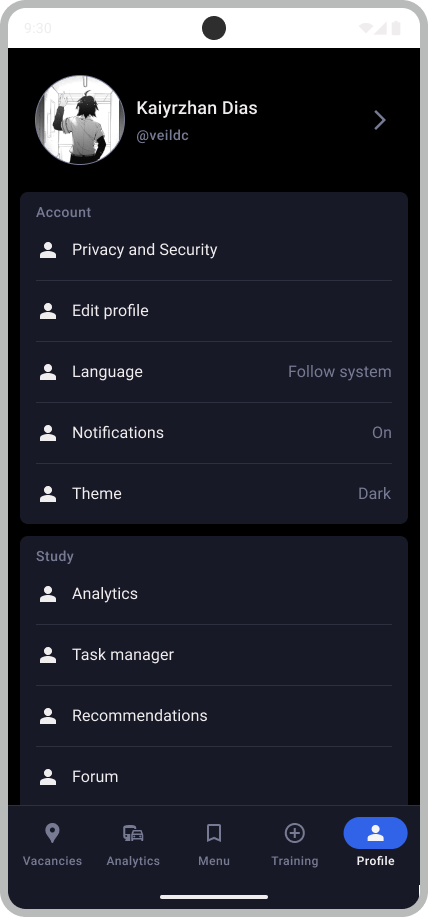 9:30
Kaiyrzhan Dias
@veildc
Account
Privacy and Security
Edit profile
Language Follow system
Notifications On
Theme Dark
Study
Analytics
Task manager
Recommendations
Forum
Vacancies Analytics Menu Training Profile